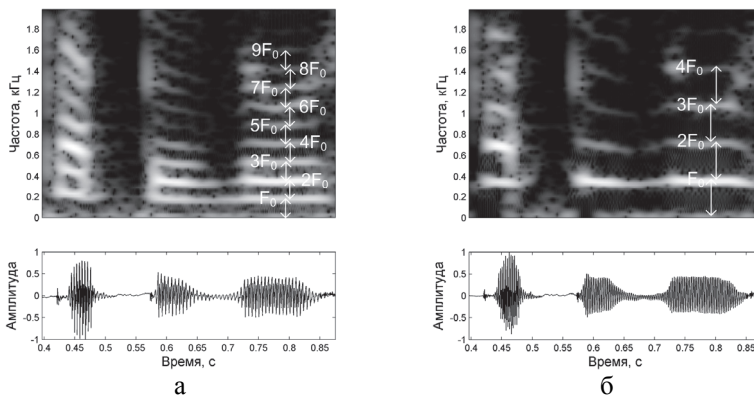 Частота, кГц
1.8
1.6
1.4
1.2
1
0.8
0.6
0.4
0.2
0
9F₀
8F₀
7F₀
6F₀
5F₀
4F₀
3F₀
2F₀
F₀
Амплитуда
1
0.5
0
-0.5
-1
0.4 0.45 0.5 0.55 0.6 0.65 0.7 0.75 0.8 0.85
Время, с
а
Частота, кГц
1.8
1.6
1.4
1.2
1
0.8
0.6
0.4
0.2
0
4F₀
3F₀
2F₀
F₀
Амплитуда
1
0.5
0
-0.5
-1
0.4 0.45 0.5 0.55 0.6 0.65 0.7 0.75 0.8 0.85
Время, с
б